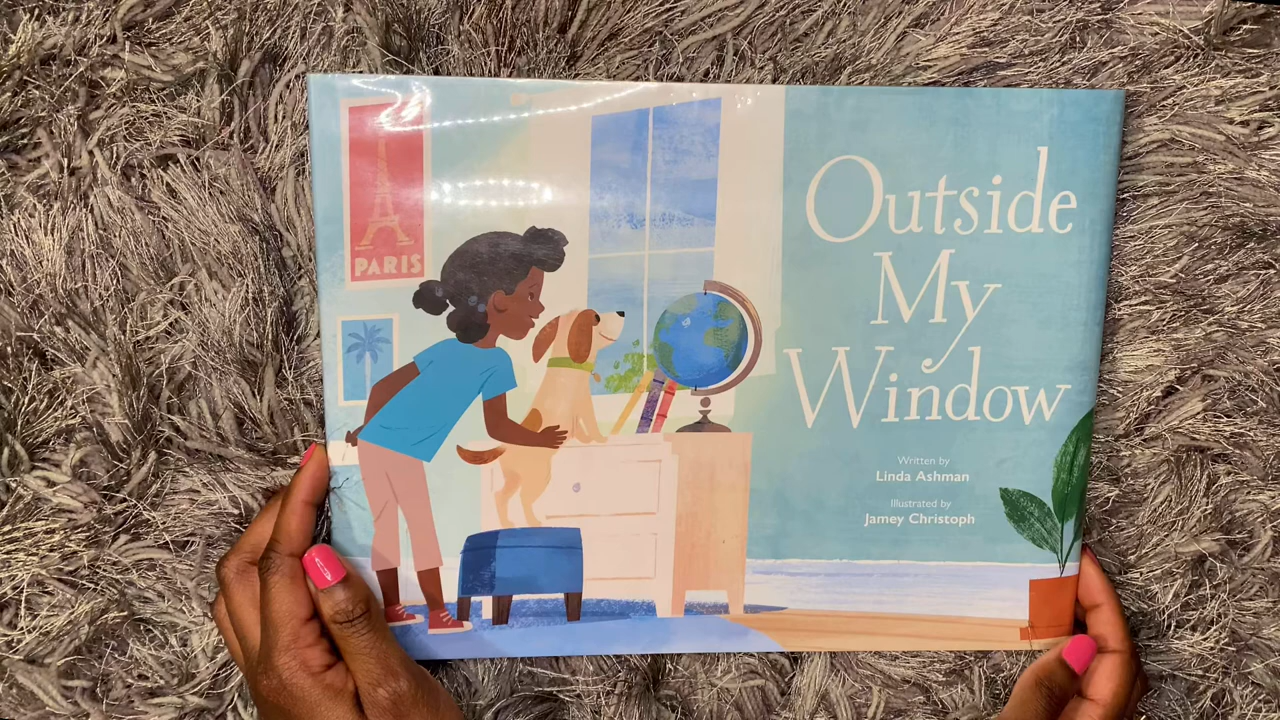 PARIS
Outside
My
Window
Written by
Linda Ashman
Illustrated by
Jamey Christoph